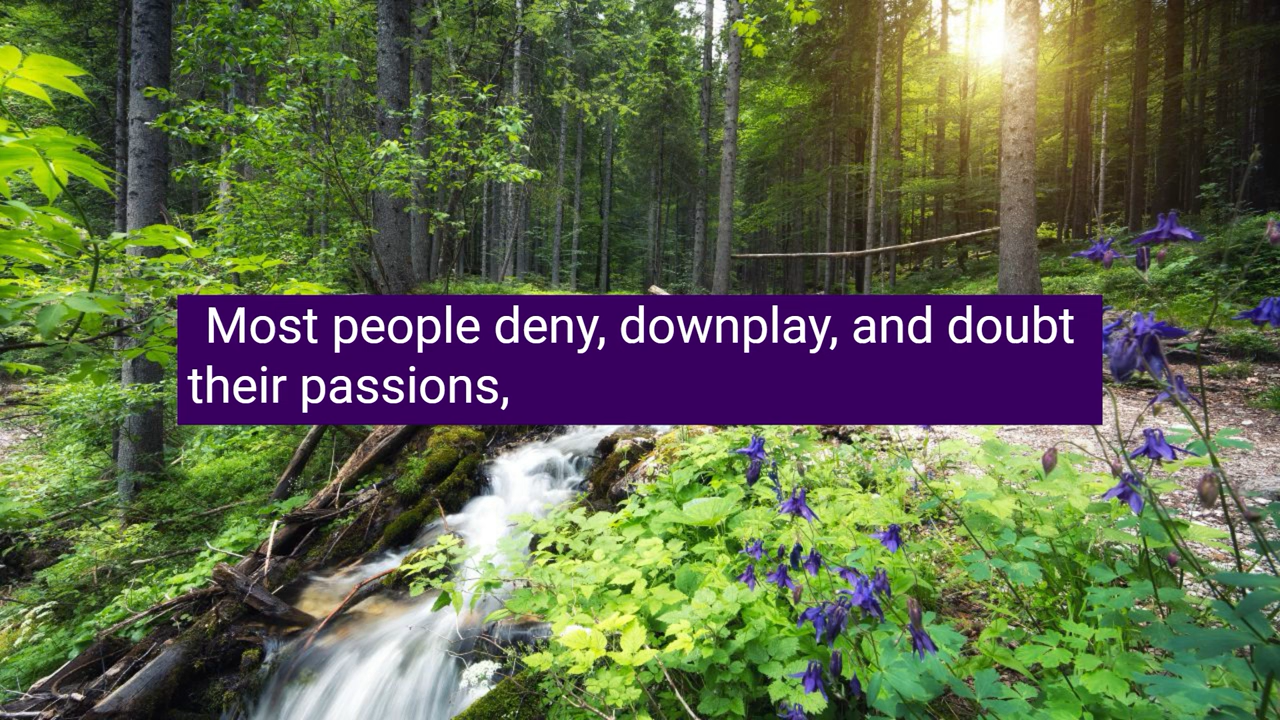 Most people deny, downplay, and doubt
their passions,